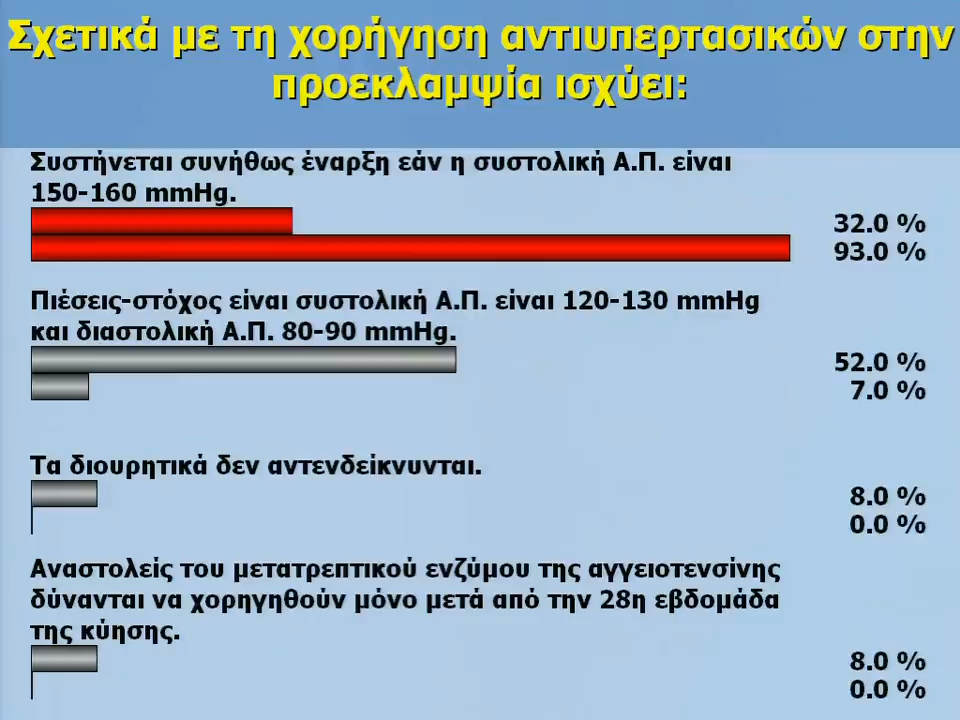 Σχετικά με τη χορήγηση αντιυπερτασικών στην
προεκλαμψία ισχύει:
Συστήνεται συνήθως έναρξη εάν η συστολική Α.Π. είναι
150-160 mmHg.
32.0 %
93.0 %
Πιέσεις-στόχος είναι συστολική Α.Π. είναι 120-130 mmHg
και διαστολική Α.Π. 80-90 mmHg.
52.0 %
7.0 %
Τα διουρητικά δεν αντενδείκνυνται.
8.0 %
0.0 %
Αναστολείς του μετατρεπτικού ενζύμου της αγγειοτενσίνης
δύνανται να χορηγηθούν μόνο μετά από την 28η εβδομάδα
της κύησης.
8.0 %
0.0 %